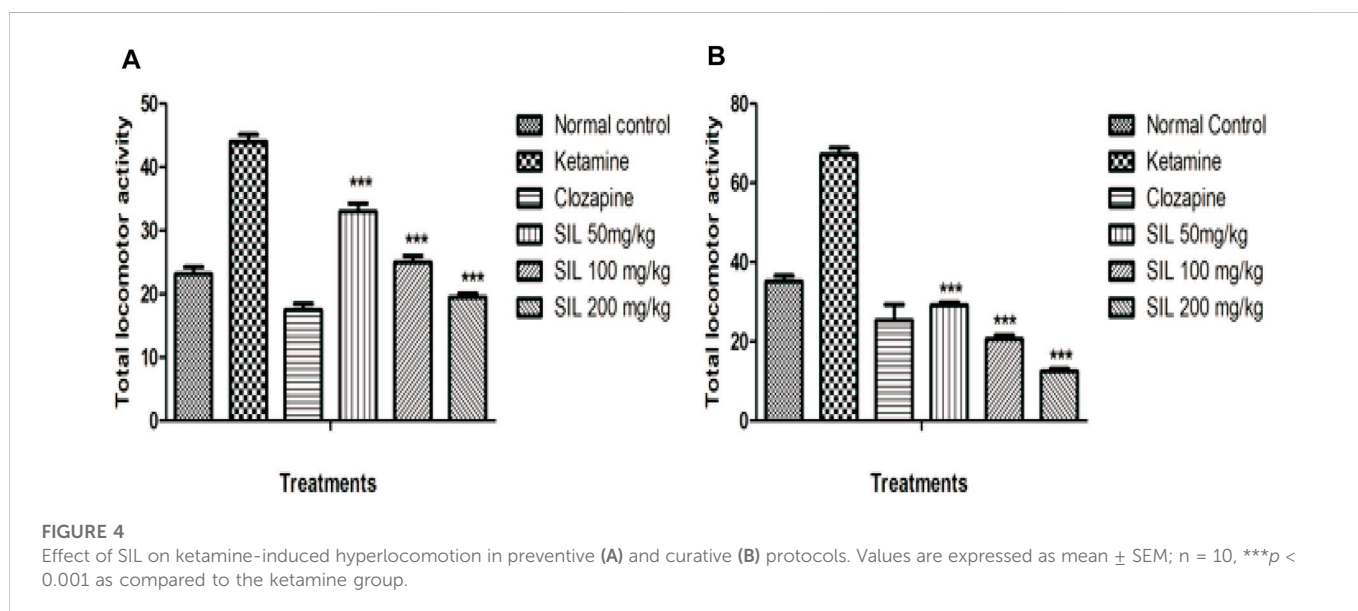 A
Total locomotor activity
50
40
30
20
10
0
***
***
***
Treatments
Normal control
Ketamine
Clozapine
SIL 50mg/kg
SIL 100 mg/kg
SIL 200 mg/kg
B
Total locomotor activity
80
60
40
20
0
***
***
***
Treatments
Normal Control
Ketamine
Clozapine
SIL 50mg/kg
SIL 100 mg/kg
SIL 200 mg/kg
FIGURE 4
Effect of SIL on ketamine-induced hyperlocomotion in preventive (A) and curative (B) protocols. Values are expressed as mean ± SEM; n = 10, ***p <
0.001 as compared to the ketamine group.